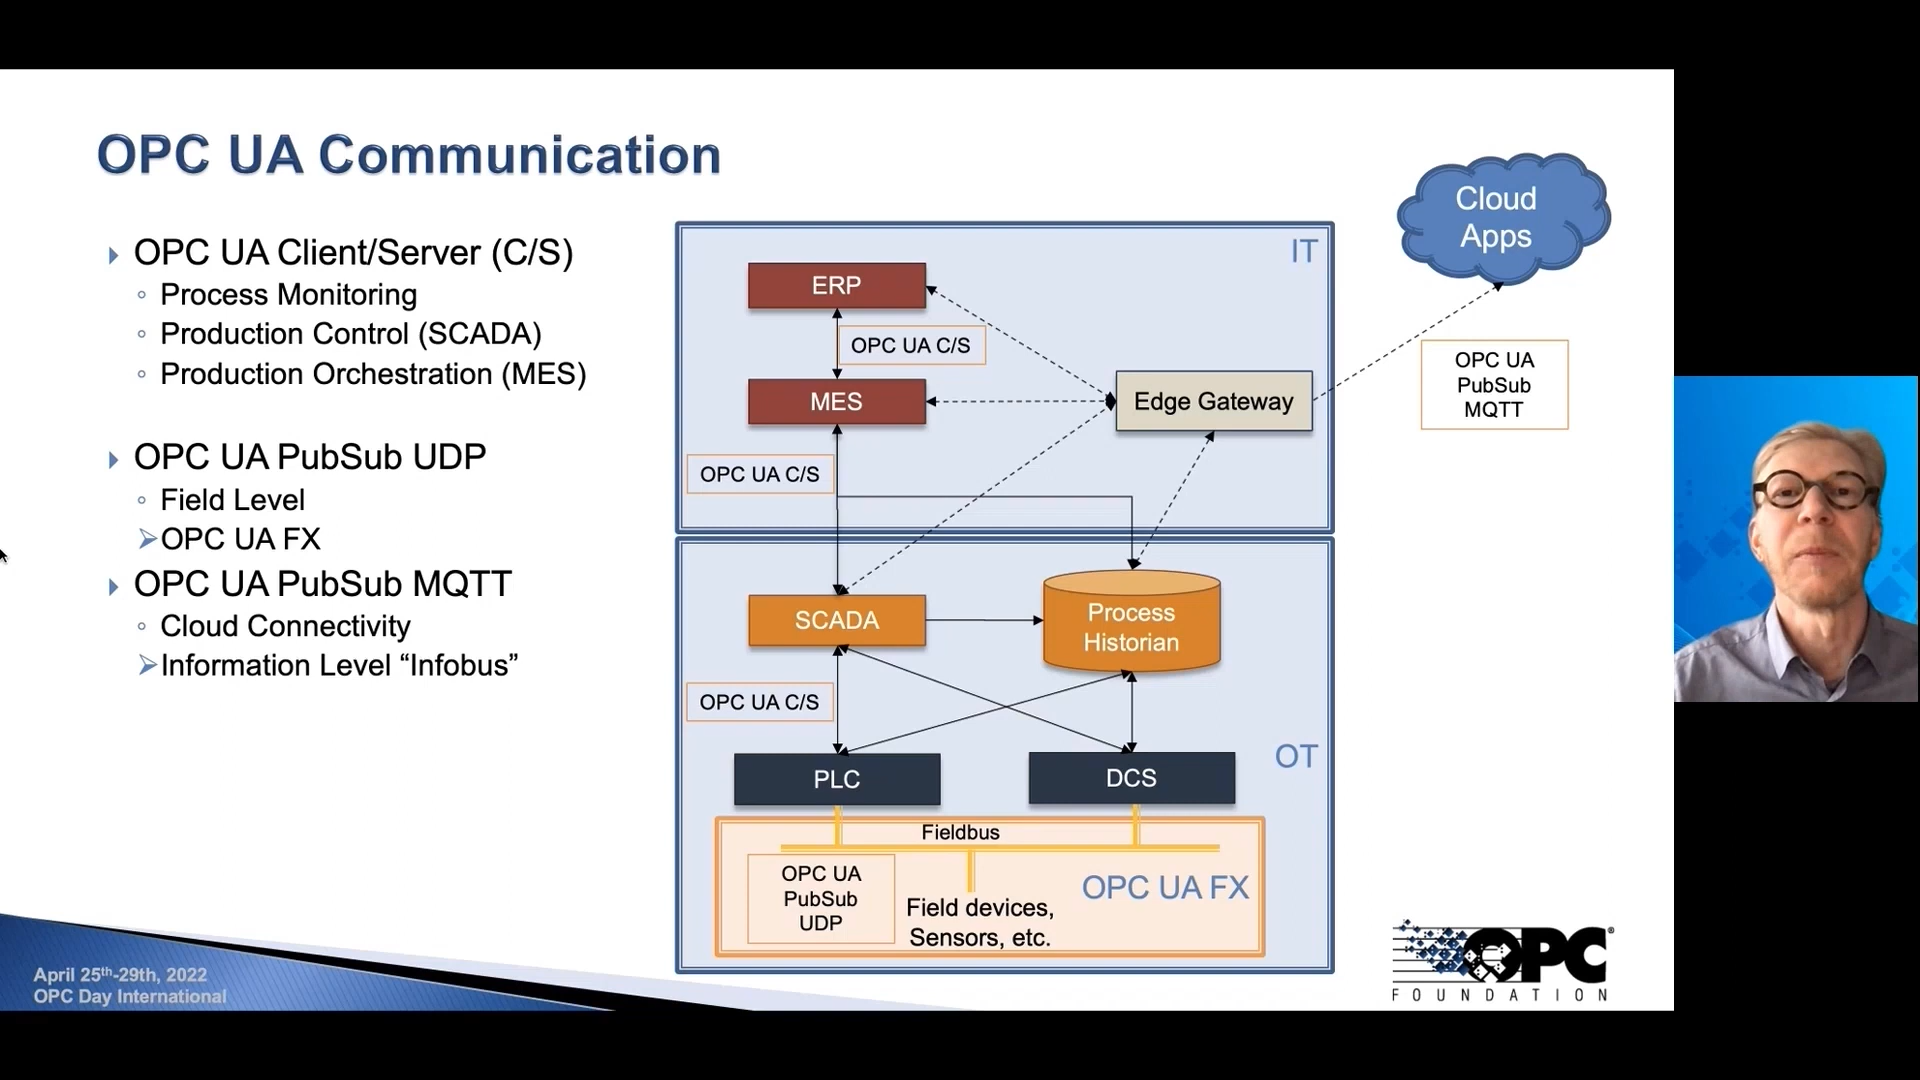 OPC UA Communication
OPC UA Client/Server (C/S)
Process Monitoring
Production Control (SCADA)
Production Orchestration (MES)
OPC UA PubSub UDP
Field Level
OPC UA FX
OPC UA PubSub MQTT
Cloud Connectivity
Information Level “Infobus”
IT
ERP
OPC UA C/S
MES
Edge Gateway
OPC UA C/S
Cloud
Apps
OPC UA
PubSub
MQTT
SCADA
Process
Historian
OPC UA C/S
OT
PLC
DCS
Fieldbus
OPC UA
PubSub
UDP
Field devices,
Sensors, etc.
OPC UA FX
April 25th-29th, 2022
OPC Day International
OPC®
FOUNDATION